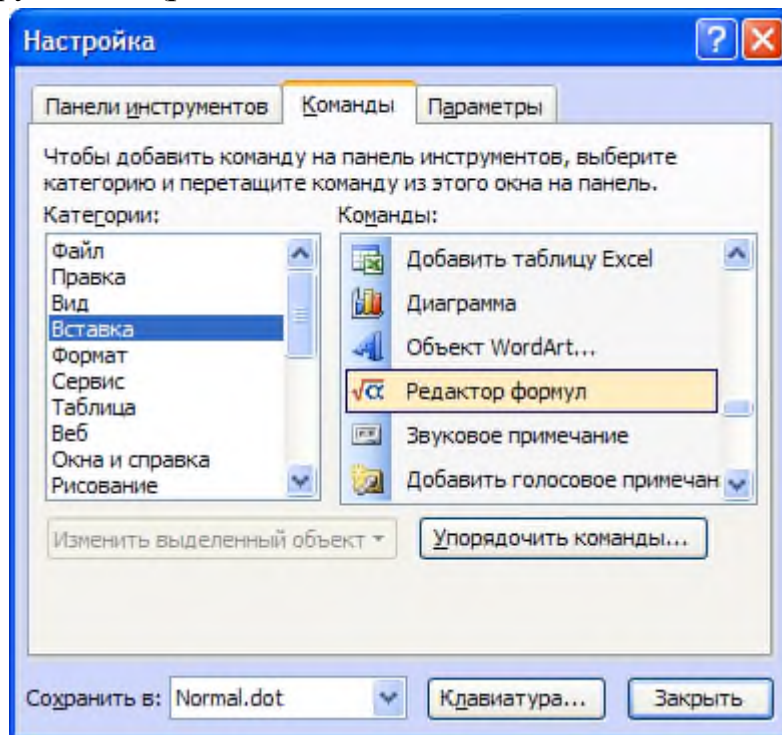 Настройка
Панели инструментов Команды Параметры
Чтобы добавить команду на панель инструментов, выберите
категорию и перетащите команду из этого окна на панель.
Категории: Команды:
Файл
Правка
Вид
Вставка
Формат
Сервис
Таблица
Веб
Окна и справка
Рисование
Добавить таблицу Excel
Диаграмма
Объект WordArt...
√α Редактор формул
Звуковое примечание
Добавить голосовое примечан
Изменить выделенный объект Упорядочить команды...
Сохранить в: Normal.dot Клавиатура... Закрыть